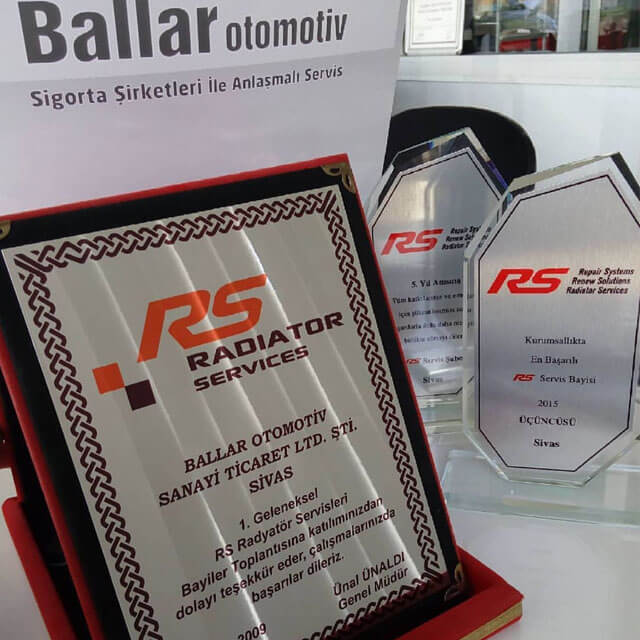 Ballar otomotiv
Sigorta Şirketleri İle Anlaşmalı Servis
RS
RADIATOR
SERVICES
BALLAR OTOMOTİV
SANAYİ TİCARET LTD. ŞTİ.
SİVAS
1. Geleneksel
RS Radyatör Servisleri
Bayiler Toplantısına katılımınızdan
dolayı teşekkür eder, çalışmalarınızda
başarılar dileriz.
Ünal ÜNALDI
Genel Müdür
2009
RS
Repair Systems
Renew Solutions
Radiator
5. Yıl Anısına
Tüm
RS Servis
Sivas
RS
Repair Systems
Renew Solutions
Radiator Services
Kurumsallıkta
En Başarılı
RS Servis Bayisi
2015
ÜÇÜNCÜSÜ
Sivas